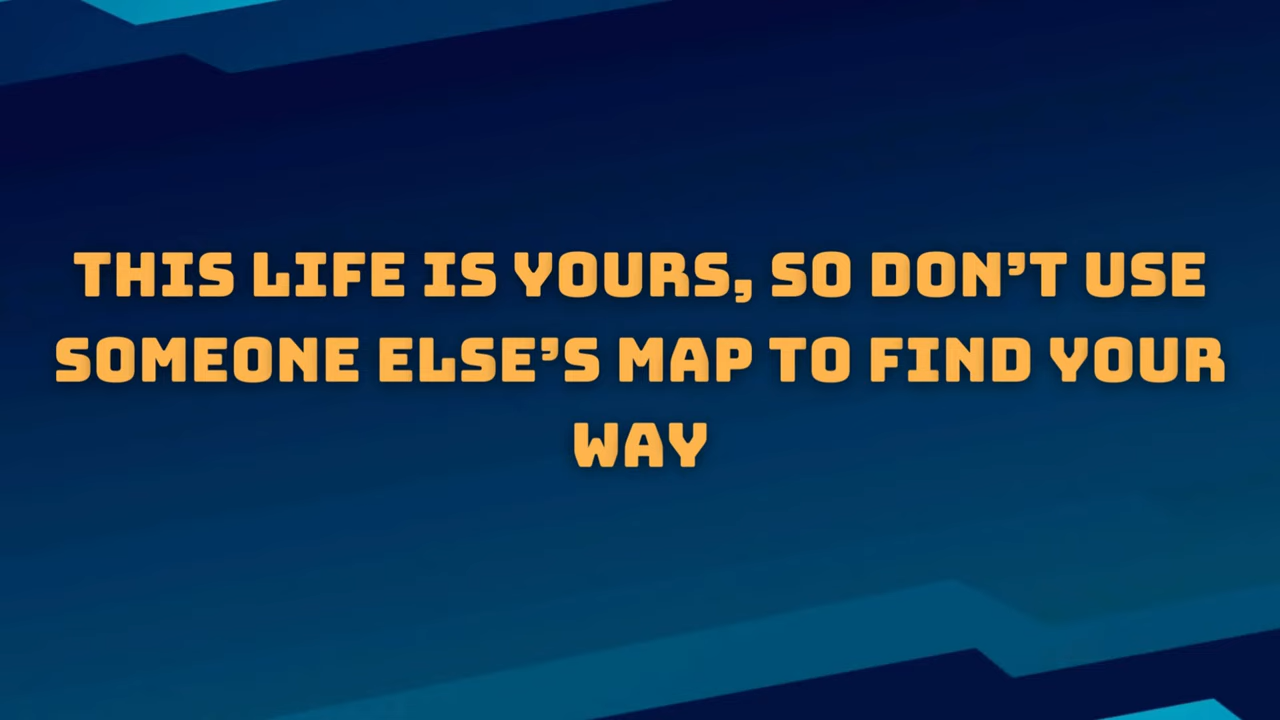 THIS LIFE IS YOURS, SO DON’T USE
SOMEONE ELSE’S MAP TO FIND YOUR
WAY